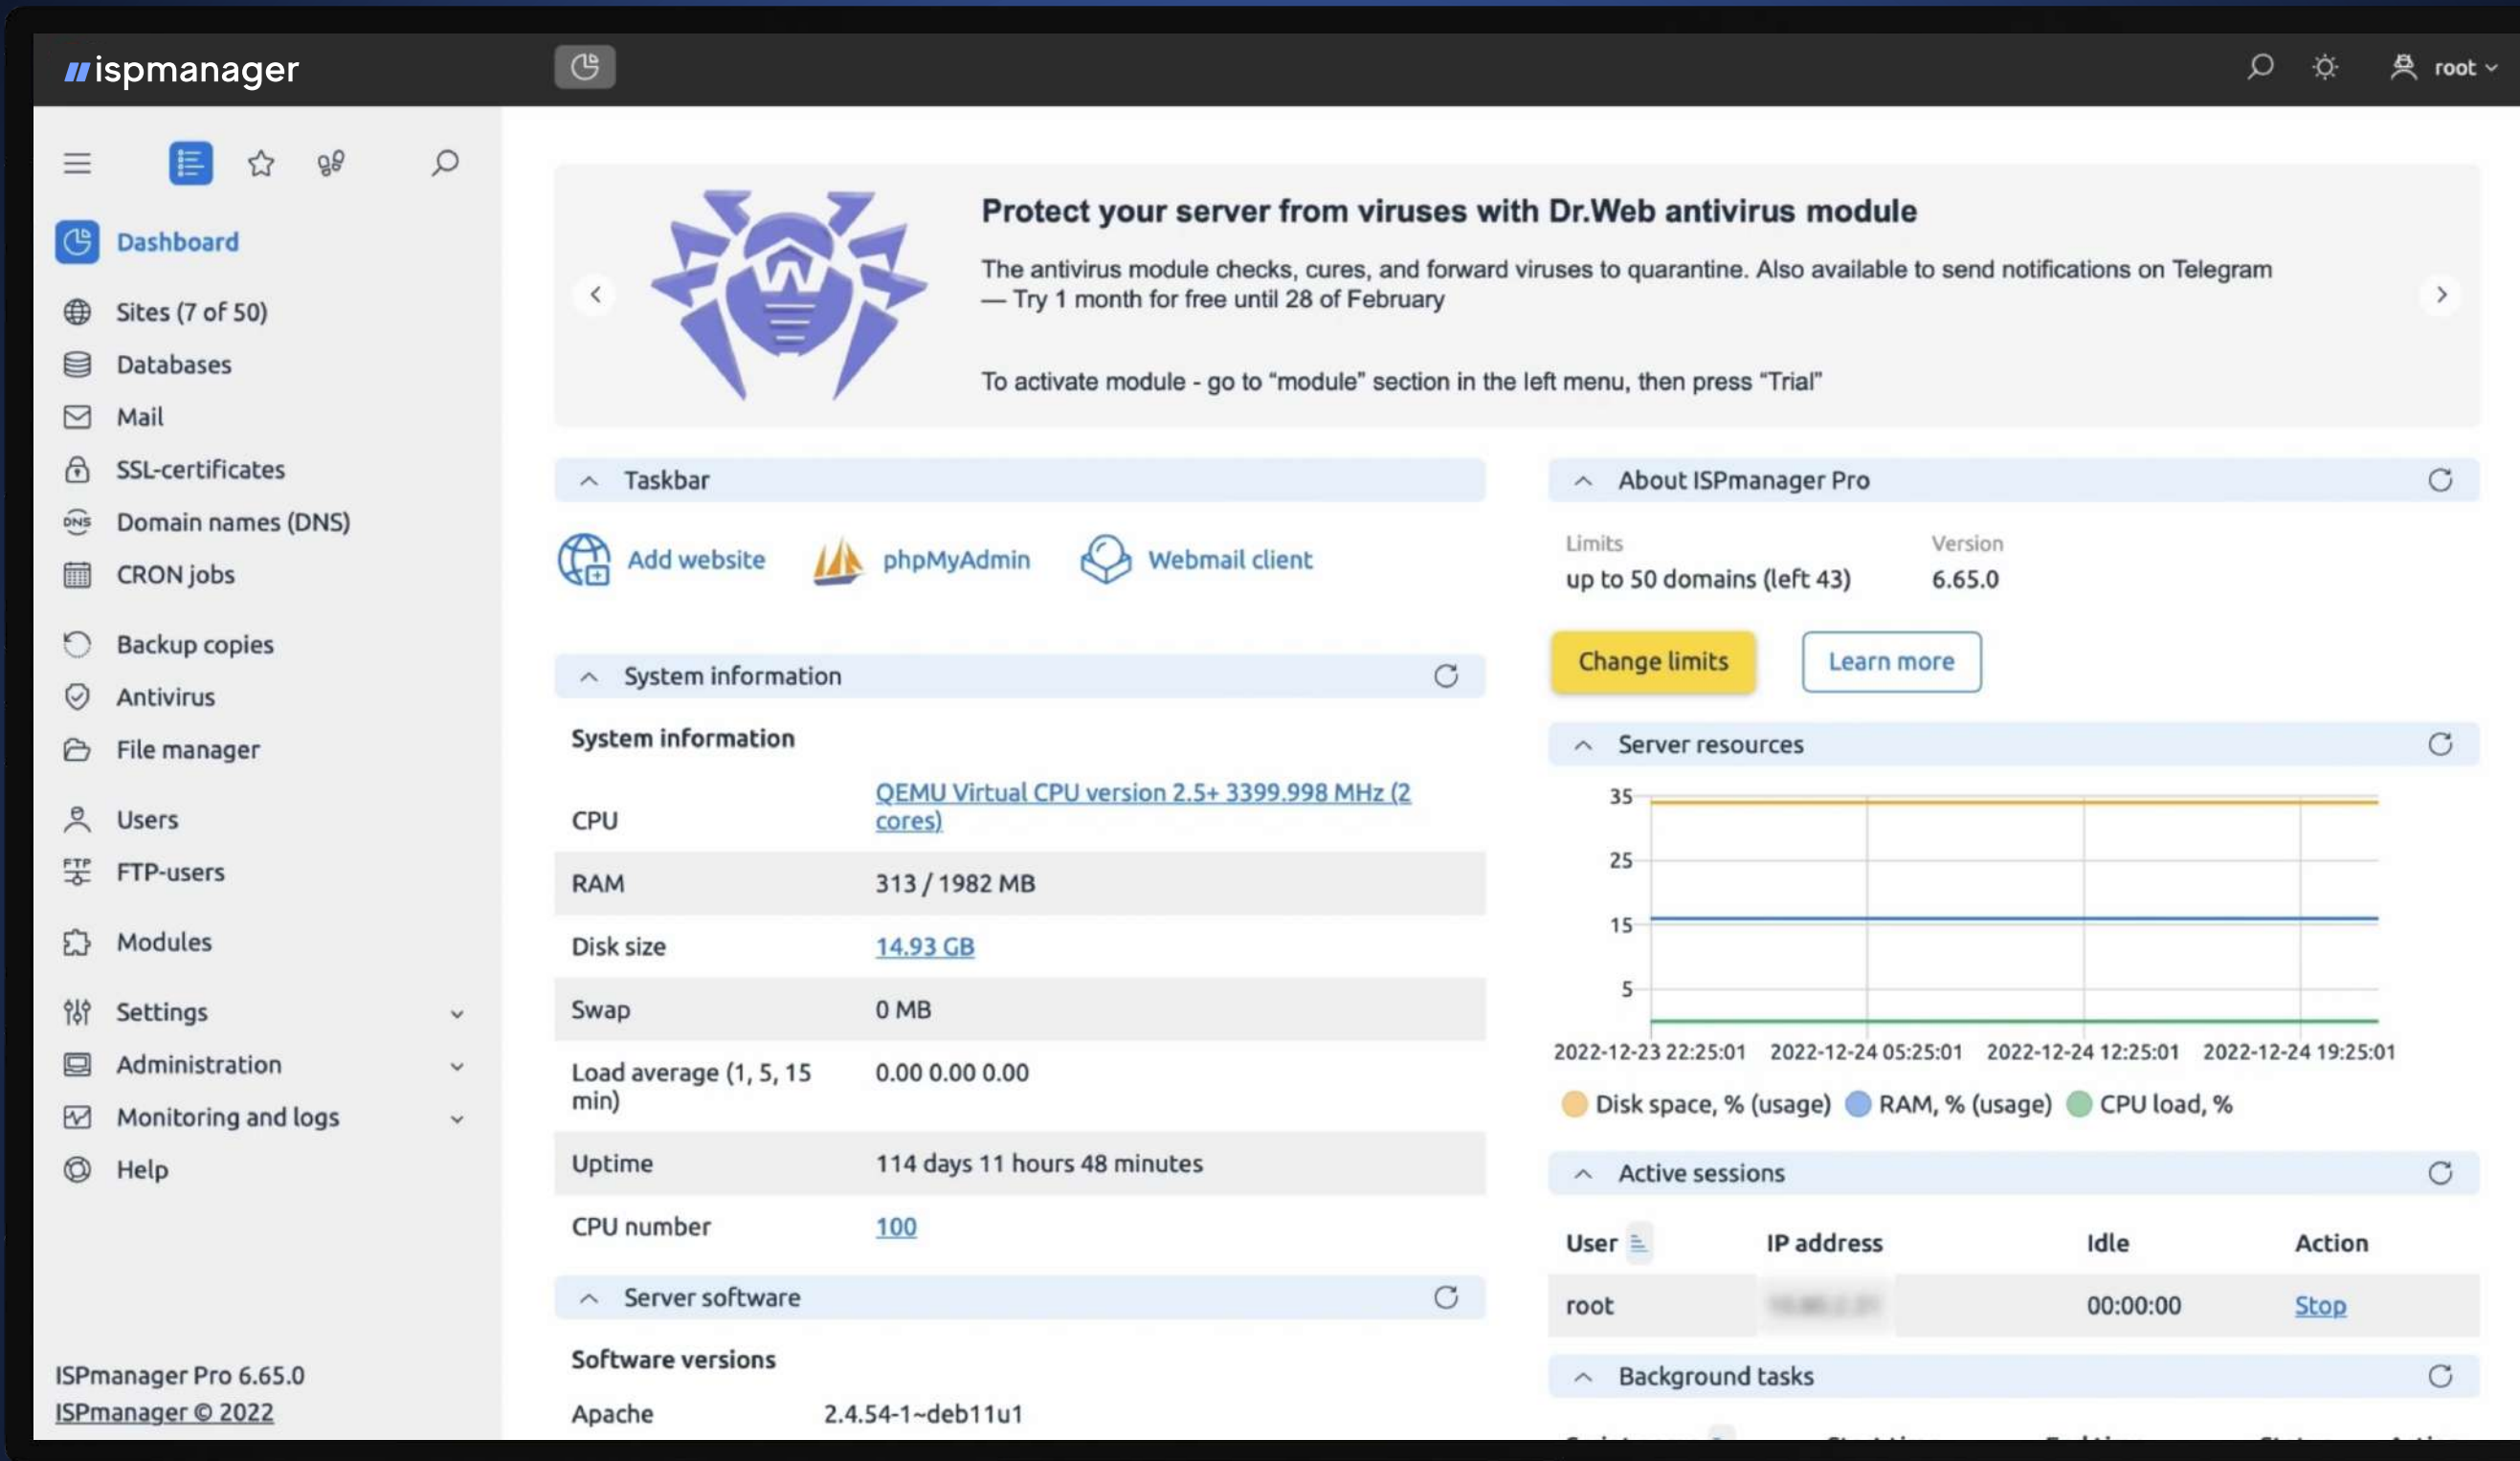 ispmanager
root
Dashboard
Sites (7 of 50)
Databases
Mail
SSL-certificates
DNS
Domain names (DNS)
CRON jobs
Backup copies
Antivirus
File manager
Users
FTP
FTP-users
Modules
Settings
Administration
Monitoring and logs
Help
ISPmanager Pro 6.65.0
ISPmanager © 2022
W
Protect your server from viruses with Dr.Web antivirus module
The antivirus module checks, cures, and forward viruses to quarantine. Also available to send notifications on Telegram
— Try 1 month for free until 28 of February
To activate module - go to “module” section in the left menu, then press “Trial”
Taskbar
Add website phpMyAdmin Webmail client
System information
System information
CPU QEMU Virtual CPU version 2.5+ 3399.998 MHz (2
cores)
RAM 313 / 1982 MB
Disk size 14.93 GB
Swap 0 MB
Load average (1, 5, 15 0.00 0.00 0.00
min)
Uptime 114 days 11 hours 48 minutes
CPU number 100
Server software
Software versions
Apache 2.4.54-1~deb11u1
About ISPmanager Pro
Limits Version
up to 50 domains (left 43) 6.65.0
Change limits Learn more
Server resources
35
25
15
5
2022-12-23 22:25:01 2022-12-24 05:25:01 2022-12-24 12:25:01 2022-12-24 19:25:01
Disk space, % (usage) RAM, % (usage) CPU load, %
Active sessions
User IP address Idle Action
root 00:00:00 Stop
Background tasks